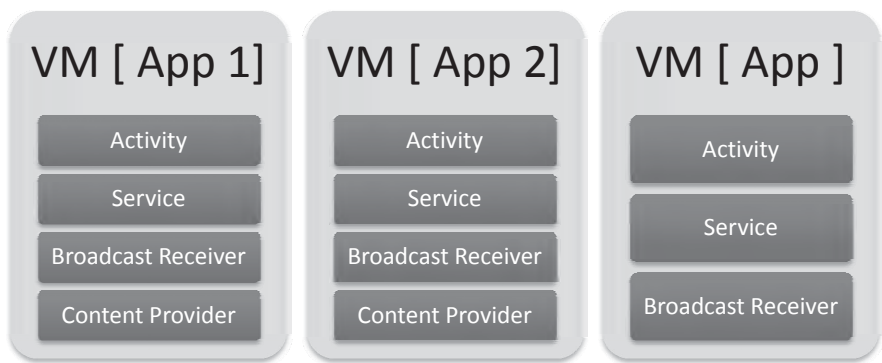 VM [ App 1]
Activity
Service
Broadcast Receiver
Content Provider
VM [ App 2]
Activity
Service
Broadcast Receiver
Content Provider
VM [ App ]
Activity
Service
Broadcast Receiver